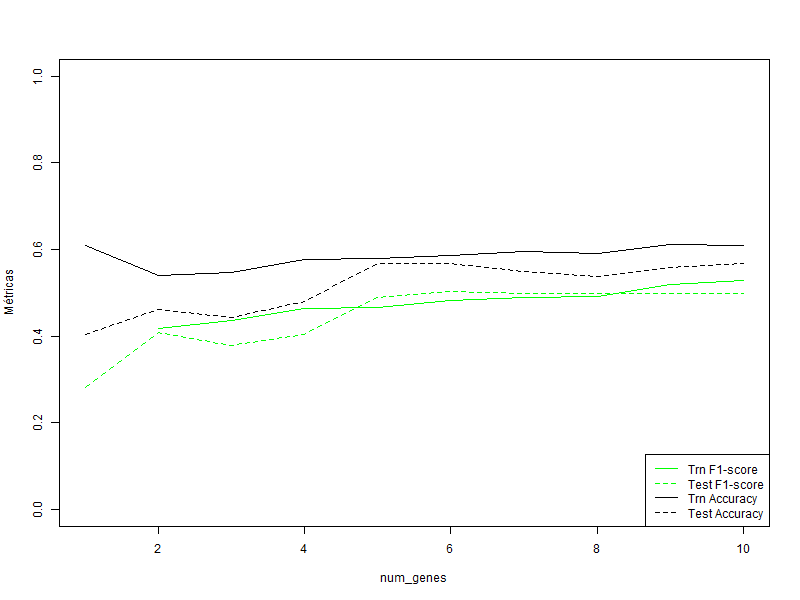 1.0
0.8
0.6
0.4
0.2
0.0
Métricas
2 4 6 8 10
num_genes
Trn F1-score
Test F1-score
Trn Accuracy
Test Accuracy